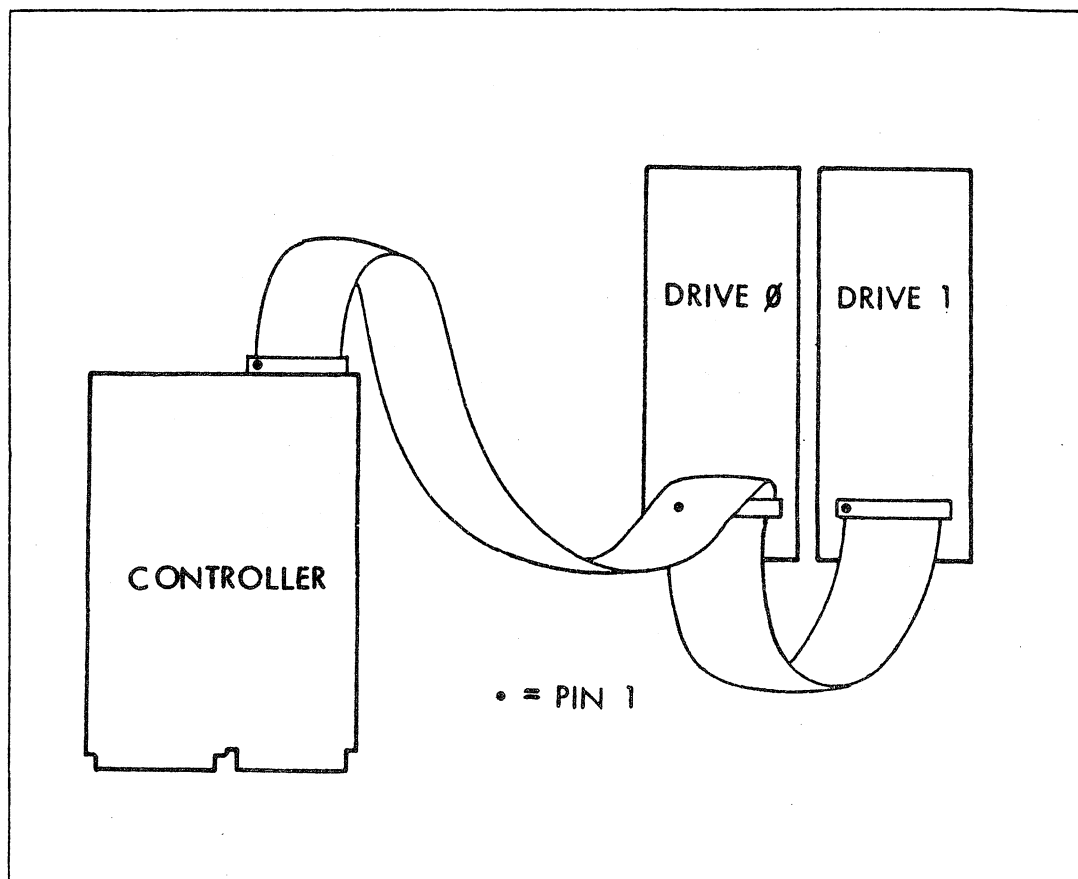 DRIVE Ø
DRIVE 1
CONTROLLER
• = PIN 1